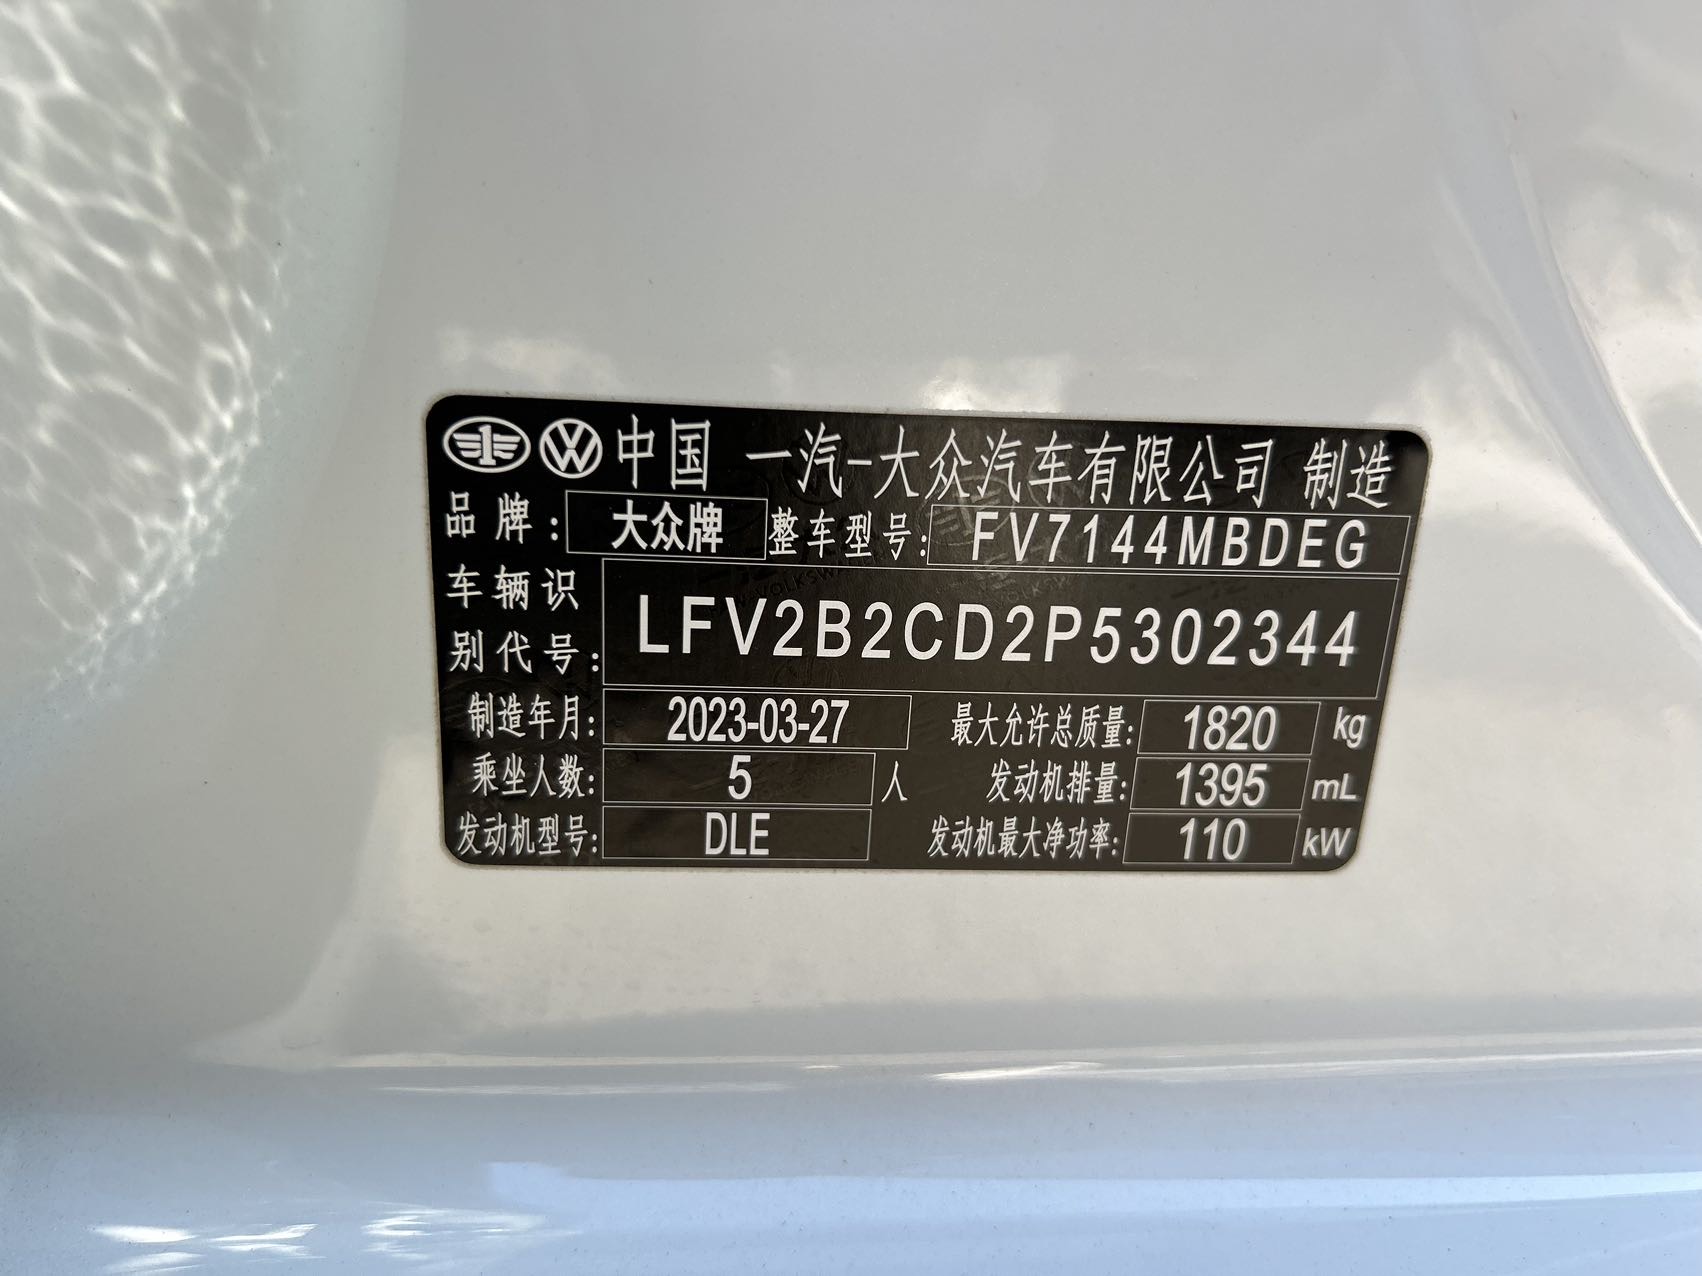 中国 一汽-大众汽车有限公司 制造
品牌: 大众牌 整车型号: FV7144MBDEG
车辆识别代号: LFV2B2CD2P5302344
制造年月: 2023-03-27 最大允许总质量: 1820 kg
乘坐人数: 5 人 发动机排量: 1395 mL
发动机型号: DLE 发动机最大净功率: 110 kW